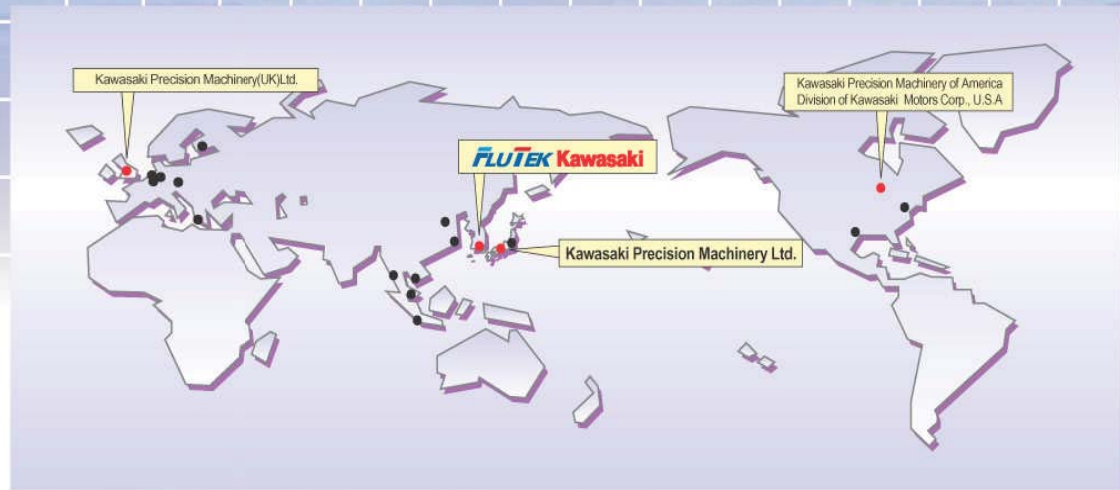 Kawasaki Precision Machinery(UK)Ltd.
Kawasaki Precision Machinery of America
Division of Kawasaki Motors Corp., U.S.A
FLUTEK Kawasaki
Kawasaki Precision Machinery Ltd.